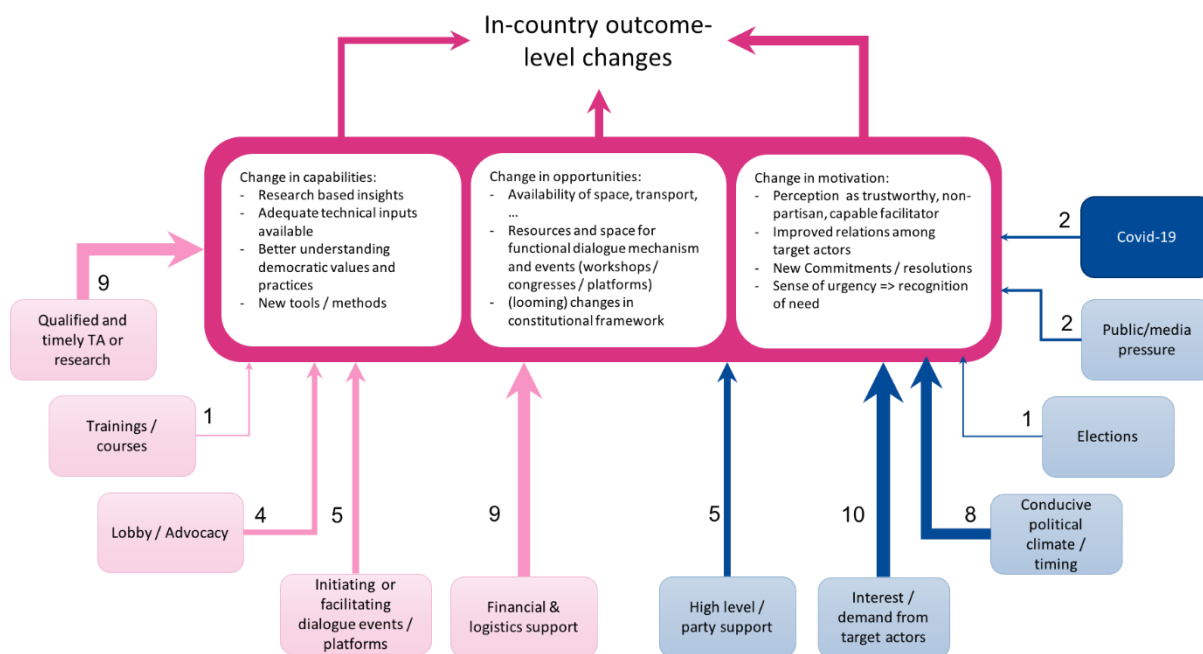 In-country outcome-
level changes
Change in capabilities:
- Research based insights
- Adequate technical inputs
available
- Better understanding
democratic values and
practices
- New tools / methods
Change in opportunities:
- Availability of space, transport,
...
- Resources and space for
functional dialogue mechanism
and events (workshops /
congresses / platforms)
- (looming) changes in
constitutional framework
Change in motivation:
- Perception as trustworthy, non-
partisan, capable facilitator
- Improved relations among
target actors
- New Commitments / resolutions
- Sense of urgency => recognition
of need
9
Qualified and
timely TA or
research
1
Trainings /
courses
4
Lobby / Advocacy
5
Initiating or
facilitating
dialogue events /
platforms
9
Financial &
logistics support
5
High level /
party support
10
Interest /
demand from
target actors
8
Conducive
political
climate /
timing
1
Elections
2
Public/media
pressure
2
Covid-19